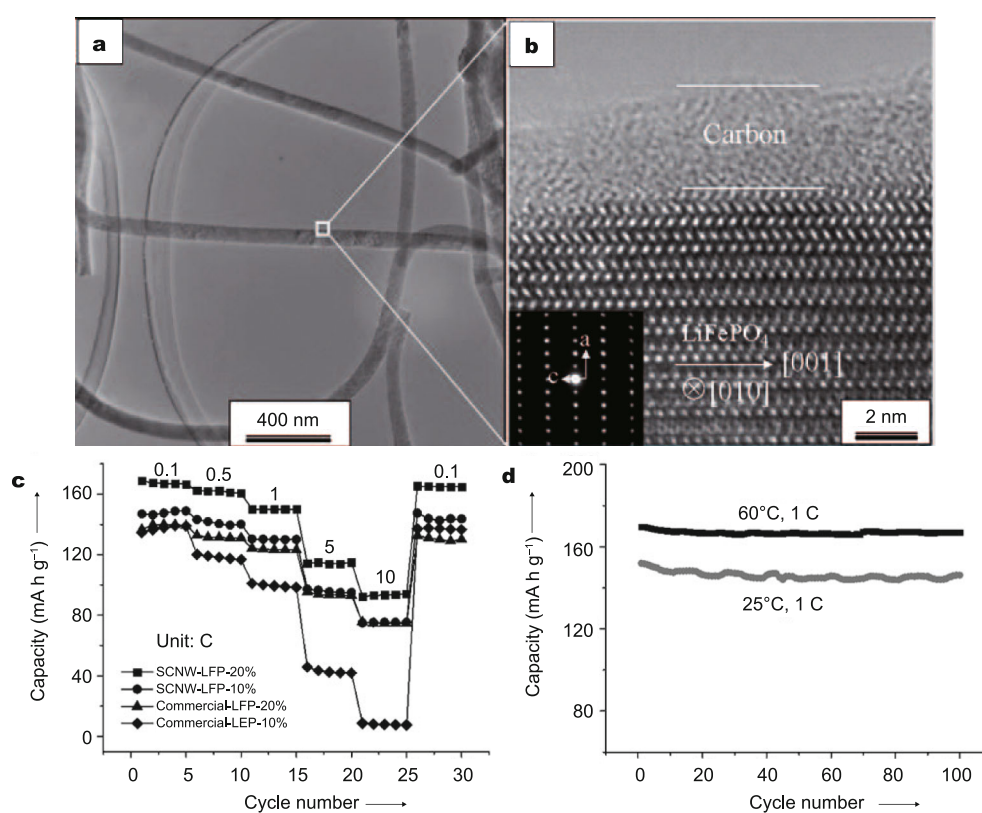 a
400 nm
b
Carbon
LiFePO4
a
c
[001]
⊗[010]
2 nm
c
Capacity (mA h g⁻¹)
160
120
80
40
0
0.1
0.5
1
5
10
0.1
Unit: C
SCNW-LFP-20%
SCNW-LFP-10%
Commercial-LFP-20%
Commercial-LEP-10%
0 5 10 15 20 25 30
Cycle number
d
Capacity (mA h g⁻¹)
200
160
120
80
60°C, 1 C
25°C, 1 C
0 20 40 60 80 100
Cycle number